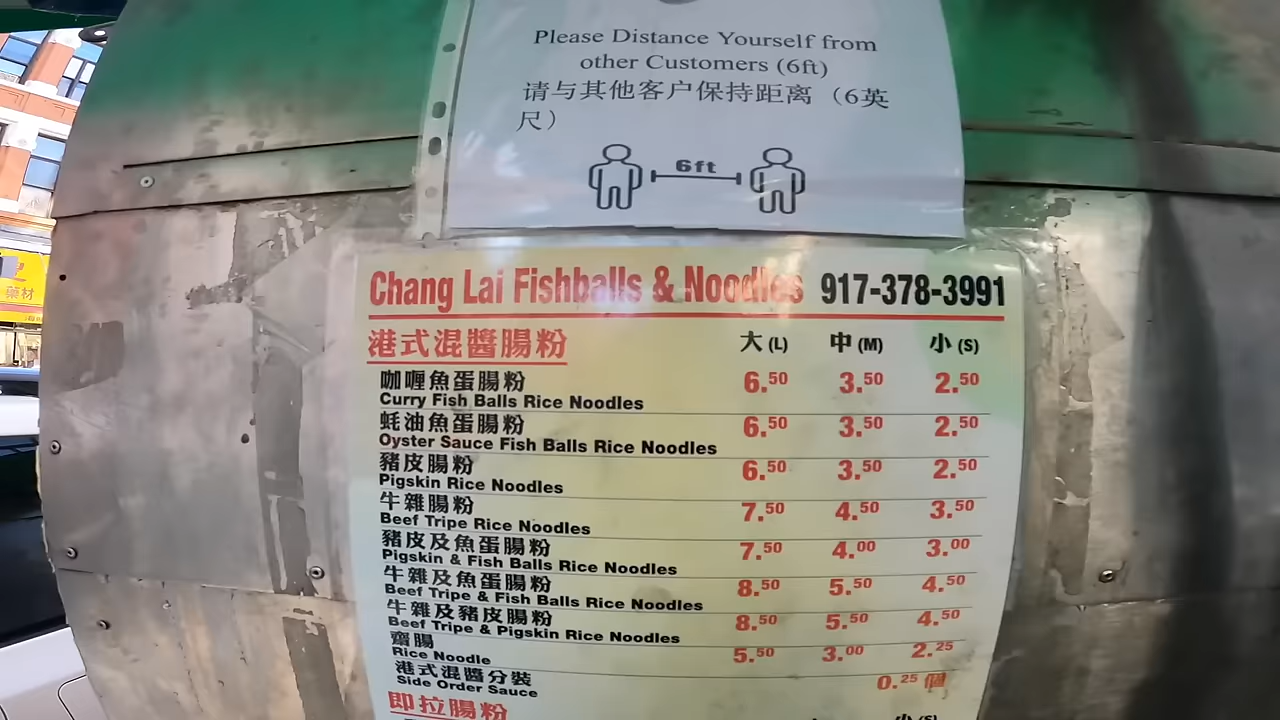 Please Distance Yourself from
other Customers (6ft)
请与其他客户保持距离（6英
尺）
6ft
Chang Lai Fishballs & Noodles 917-378-3991
港式混醬腸粉 大 (L) 中 (M) 小 (S)
咖喱魚蛋腸粉
Curry Fish Balls Rice Noodles 6.50 3.50 2.50
蚝油魚蛋腸粉
Oyster Sauce Fish Balls Rice Noodles 6.50 3.50 2.50
豬皮腸粉
Pigskin Rice Noodles 6.50 3.50 2.50
牛雜腸粉
Beef Tripe Rice Noodles 7.50 4.50 3.50
豬皮及魚蛋腸粉
Pigskin & Fish Balls Rice Noodles 7.50 4.00 3.00
牛雜及魚蛋腸粉
Beef Tripe & Fish Balls Rice Noodles 8.50 5.50 4.50
牛雜及豬皮腸粉
Beef Tripe & Pigskin Rice Noodles 8.50 5.50 4.50
齋腸
Rice Noodle 5.50 3.00 2.25
港式混醬分裝
Side Order Sauce 0.25 個
即拉腸粉
小 (S)
藥材